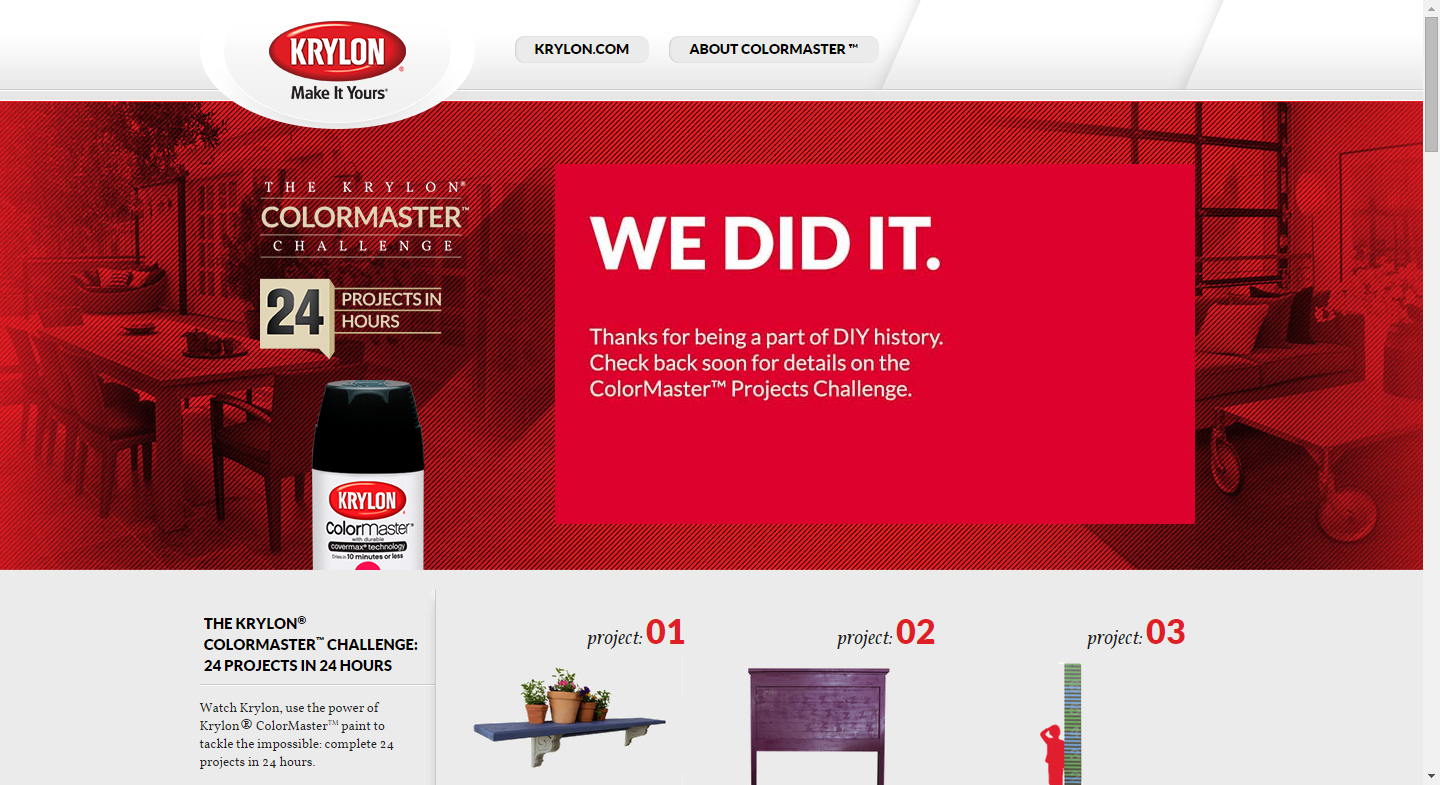 KRYLON®
Make It Yours®
KRYLON.COM
ABOUT COLORMASTER ™
THE KRYLON®
COLORMASTER™
CHALLENGE
24
PROJECTS IN
HOURS
WE DID IT.
Thanks for being a part of DIY history.
Check back soon for details on the
ColorMaster™ Projects Challenge.
KRYLON
ColorMaster™
with durable
covermax® technology
Dries in 10 minutes or less
THE KRYLON®
COLORMASTER™ CHALLENGE:
24 PROJECTS IN 24 HOURS
Watch Krylon, use the power of
Krylon® ColorMaster™ paint to
tackle the impossible: complete 24
projects in 24 hours.
project: 01
project: 02
project: 03